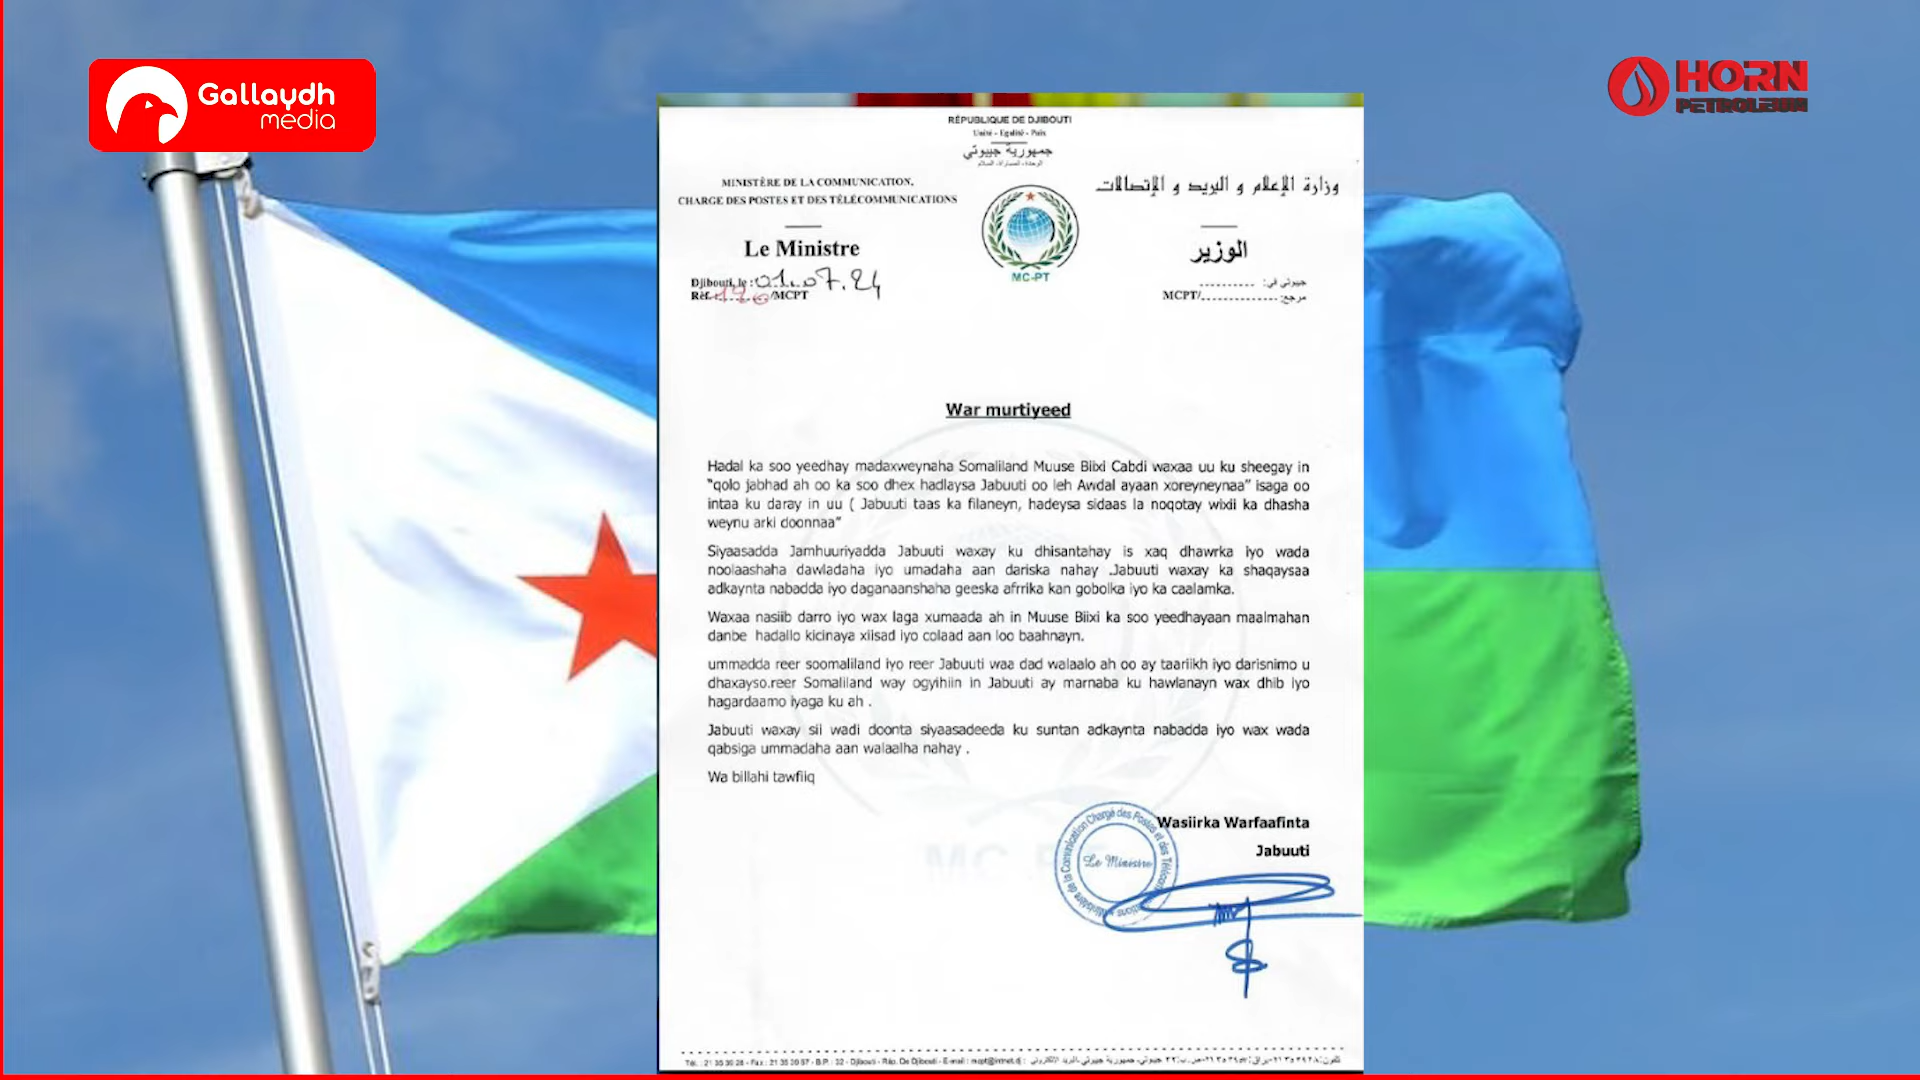 Gallaydh
media
HORN
PETROLEUM
RÉPUBLIQUE DE DJIBOUTI
Unité - Egalité - Paix
جمهورية جيبوتي
الوحدة، المساواة، السلام
MINISTÈRE DE LA COMMUNICATION,
CHARGE DES POSTES ET DES TÉLÉCOMMUNICATIONS
وزارة الإعلام و البريد و الإتصالات
Le Ministre
الوزير
MC-PT
Djibouti, le : 01.07.24
Réf. /MCPT
جيبوتي في:
MCPT/ مرجع:
War murtiyeed
Hadal ka soo yeedhay madaxweynaha Somaliland Muuse Biixi Cabdi waxaa uu ku sheegay in
“qolo jabhad ah oo ka soo dhex hadlaysa Jabuuti oo leh Awdal ayaan xoreyneynaa” isaga oo
intaa ku daray in uu ( Jabuuti taas ka filaneyn, hadeysa sidaas la noqotay wixii ka dhasha
weynu arki doonnaa”
Siyaasadda Jamhuuriyadda Jabuuti waxay ku dhisantahay is xaq dhawrka iyo wada
noolaashaha dawladaha iyo umadaha aan dariska nahay .Jabuuti waxay ka shaqaysaa
adkaynta nabadda iyo daganaanshaha geeska afrrika kan gobolka iyo ka caalamka.
Waxaa nasiib darro iyo wax laga xumaada ah in Muuse Biixi ka soo yeedhayaan maalmahan
danbe hadallo kicinaya xiisad iyo colaad aan loo baahnayn.
ummadda reer soomaliland iyo reer Jabuuti waa dad walaalo ah oo ay taariikh iyo darisnimo u
dhaxayso.reer Somaliland way ogyihiin in Jabuuti ay marnaba ku hawlanayn wax dhib iyo
hagardaamo iyaga ku ah .
Jabuuti waxay sii wadi doonta siyaasadeeda ku suntan adkaynta nabadda iyo wax wada
qabsiga ummadaha aan walaalha nahay .
Wa billahi tawfiiq
Wasiirka Warfaafinta
Jabuuti
Le Ministre
MC-PT